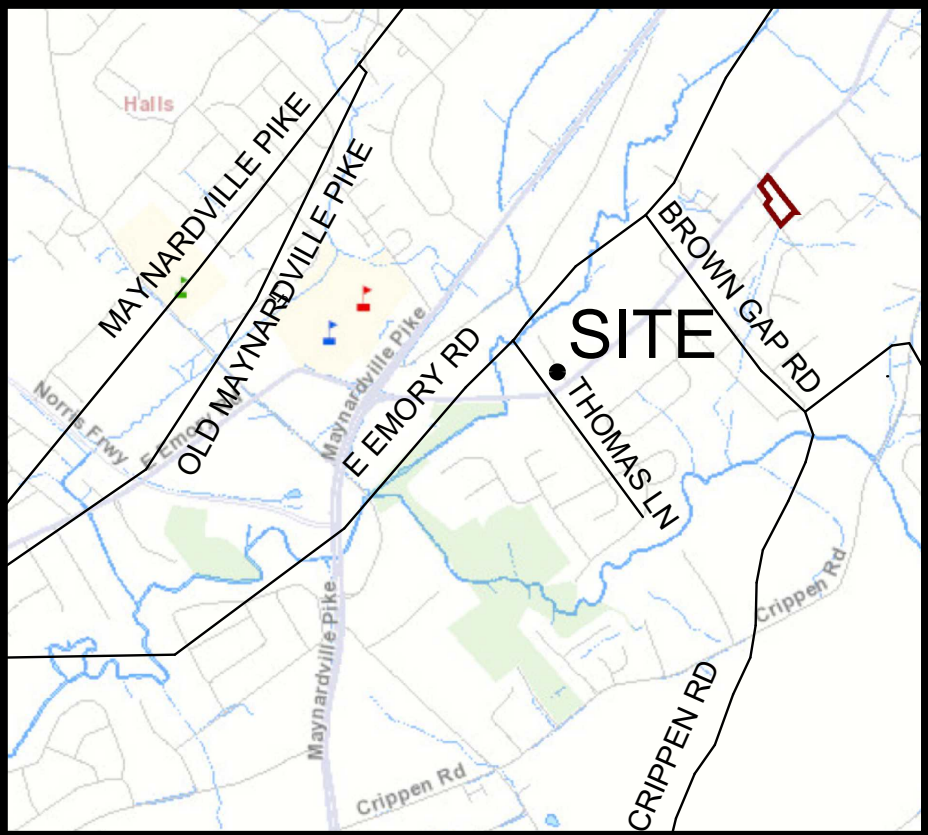 Halls
MAYNARDVILLE PIKE
OLD MAYNARDVILLE PIKE
BROWN GAP RD
SITE
Maynardville Pike
E EMORY RD
Norris Frwy
E Emory
THOMAS LN
Crippen Rd
Maynardville Pike
CRIPPEN RD
Crippen Rd